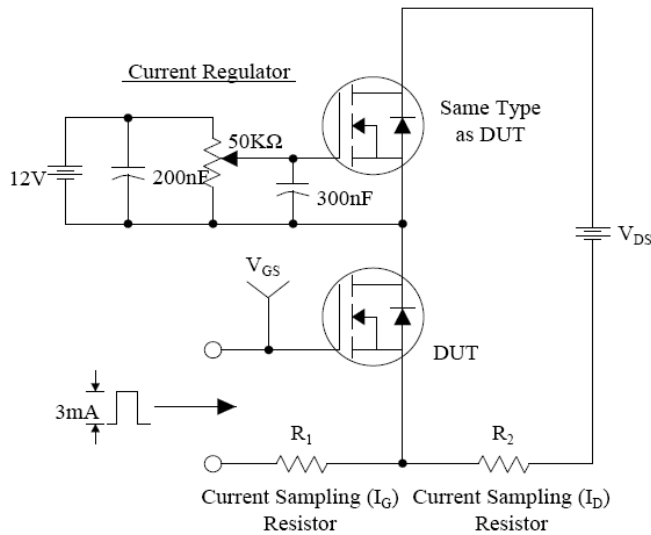 Current Regulator
Same Type
as DUT
50KΩ
12V
200nF
300nF
V_DS
V_GS
DUT
3mA
R_1
R_2
Current Sampling (I_G)
Resistor
Current Sampling (I_D)
Resistor